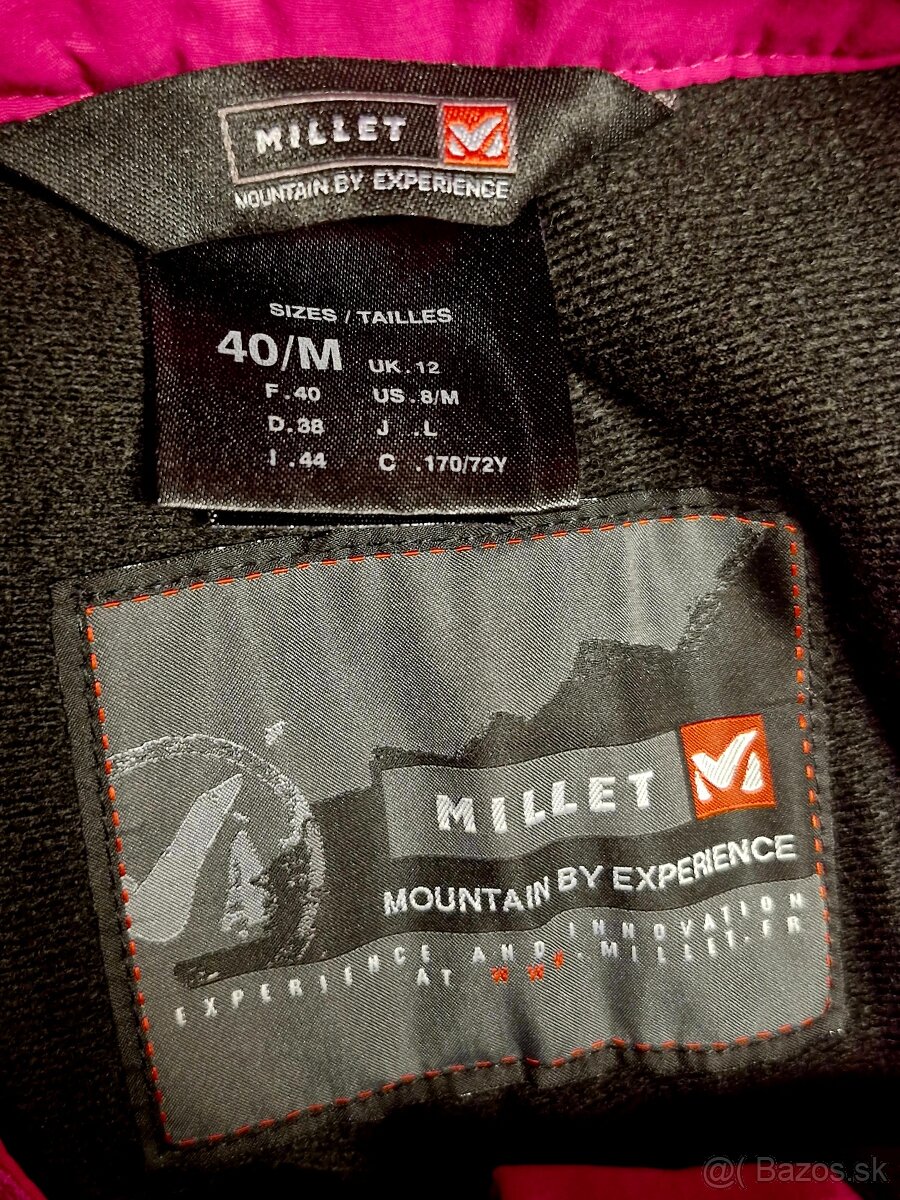 MILLET
MOUNTAIN BY EXPERIENCE
SIZES / TAILLES
40/M UK.12
F.40 US.8/M
D.38 J .L
I .44 C .170/72Y
MILLET
MOUNTAIN BY EXPERIENCE
EXPERIENCE AND INNOVATION
AT WWW.MILLET.FR
@( Bazos.sk